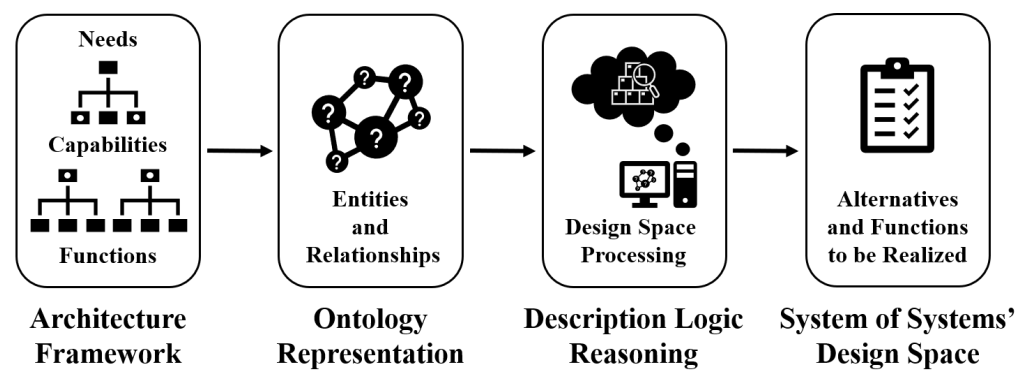 Needs
Capabilities
Functions
Architecture
Framework
?
?
?
?
?
?
Entities
and
Relationships
Ontology
Representation
Design Space
Processing
Description Logic
Reasoning
Alternatives
and Functions
to be Realized
System of Systems’
Design Space